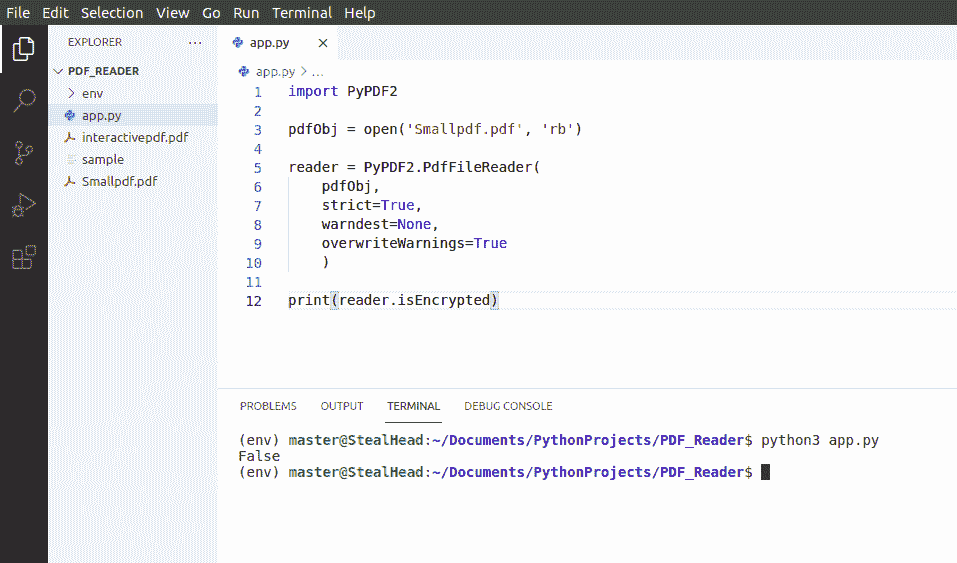 File Edit Selection View Go Run Terminal Help
EXPLORER ...
PDF_READER
env
app.py
interactivepdf.pdf
sample
Smallpdf.pdf
app.py
app.py > ...
1 import PyPDF2
2
3 pdfObj = open('Smallpdf.pdf', 'rb')
4
5 reader = PyPDF2.PdfFileReader(
6 pdfObj,
7 strict=True,
8 warndest=None,
9 overwriteWarnings=True
10 )
11
12 print(reader.isEncrypted)
PROBLEMS OUTPUT TERMINAL DEBUG CONSOLE
(env) master@StealHead:~/Documents/PythonProjects/PDF_Reader$ python3 app.py
False
(env) master@StealHead:~/Documents/PythonProjects/PDF_Reader$